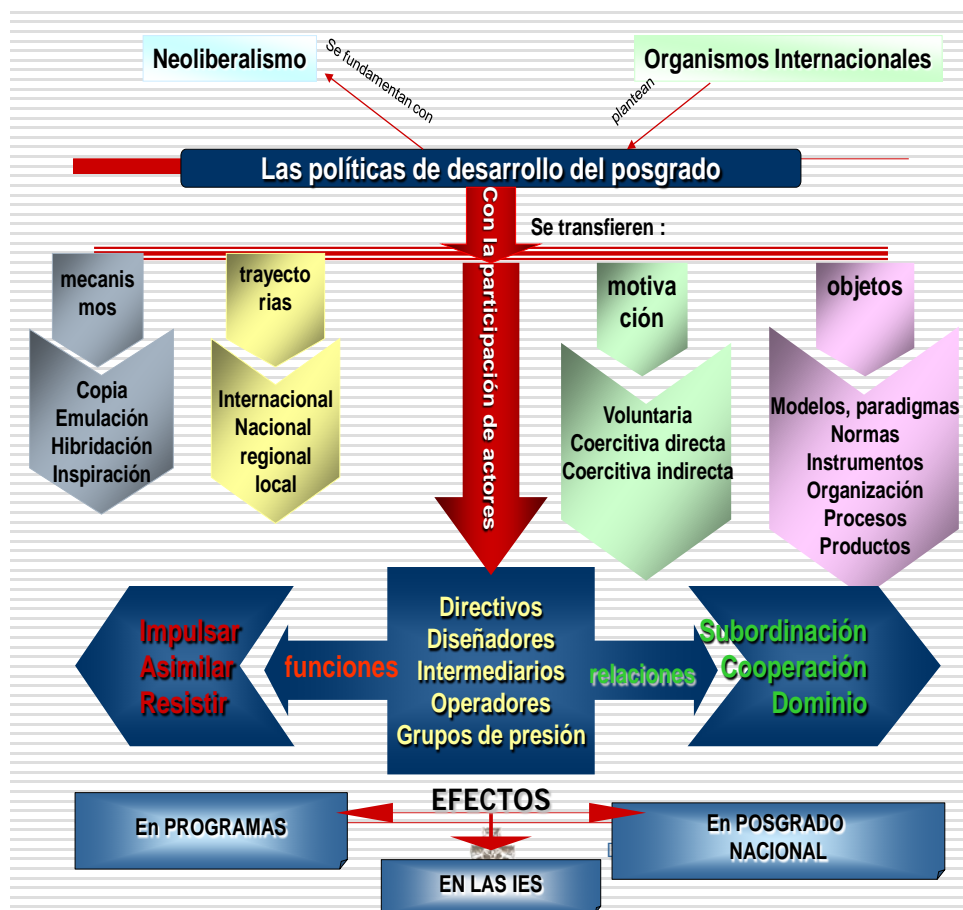 Neoliberalismo
Se fundamentan con
Organismos Internacionales
plantean
Las políticas de desarrollo del posgrado
Con la participación de actores
Se transfieren :
mecanis
mos
Copia
Emulación
Hibridación
Inspiración
trayecto
rias
Internacional
Nacional
regional
local
motiva
ción
Voluntaria
Coercitiva directa
Coercitiva indirecta
objetos
Modelos, paradigmas
Normas
Instrumentos
Organización
Procesos
Productos
Impulsar
Asimilar
Resistir
funciones
Directivos
Diseñadores
Intermediarios
Operadores
Grupos de presión
relaciones
Subordinación
Cooperación
Dominio
EFECTOS
En PROGRAMAS
EN LAS IES
En POSGRADO
NACIONAL